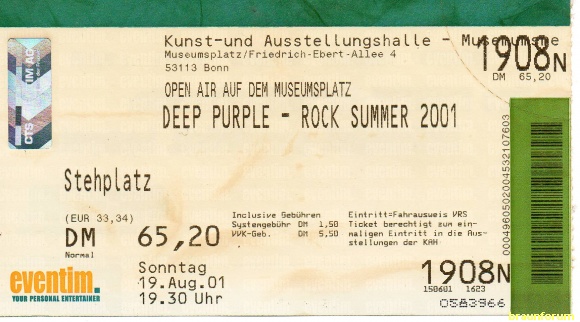 Kunst-und Ausstellungshalle - Museumsme
1908N
Museumsplatz/Friedrich-Ebert-Allee 4
DM 65,20
53113 Bonn
OPEN AIR AUF DEM MUSEUMSPLATZ
DEEP PURPLE - ROCK SUMMER 2001
Stehplatz
(EUR 33,34)
DM 65,20
Normal
Inclusive Gebühren
Systemgebühr DM 1,50
VVK-Geb. DM 5,50
Eintritt=Fahrausweis VRS
Ticket berechtigt zum ein-
maligen Eintritt in die Aus-
stellungen der KAH
Sonntag
19.Aug.01
19.30 Uhr
1908N
150601 1623
0583966
eventim.
YOUR PERSONAL ENTERTAINER
CTS
0004960502004532107603